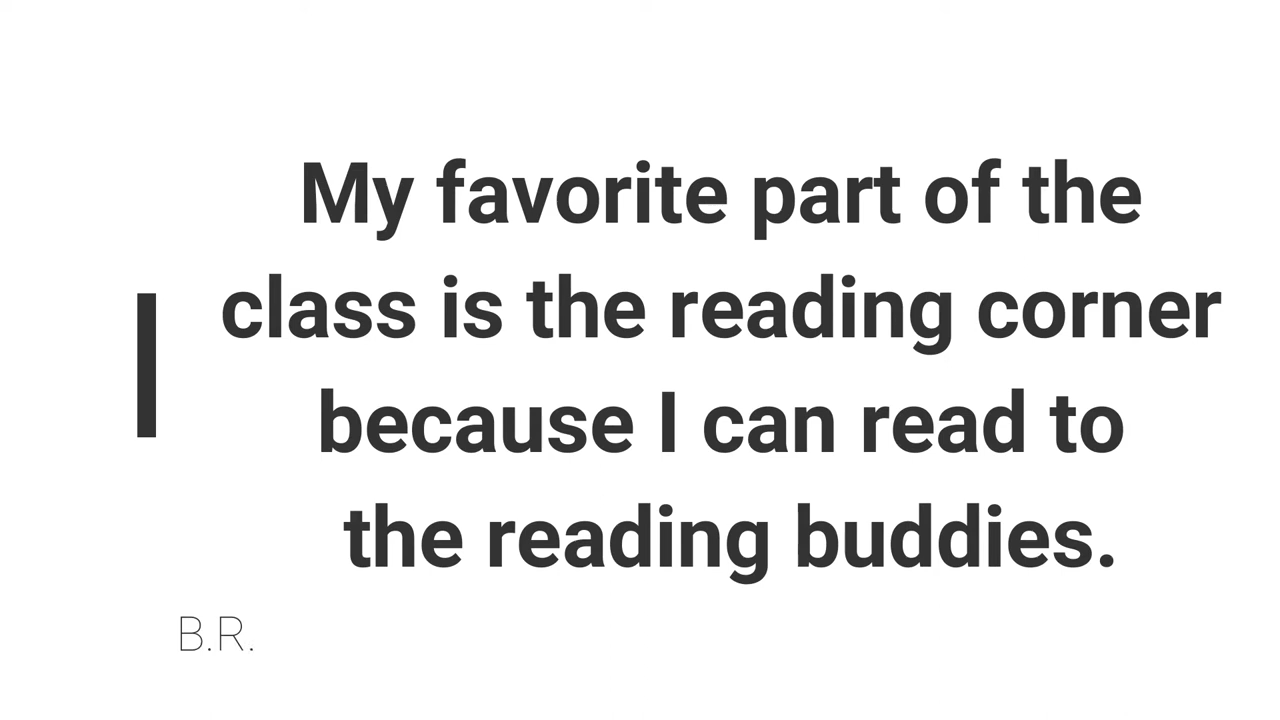 My favorite part of the
class is the reading corner
because I can read to
the reading buddies.
B.R.